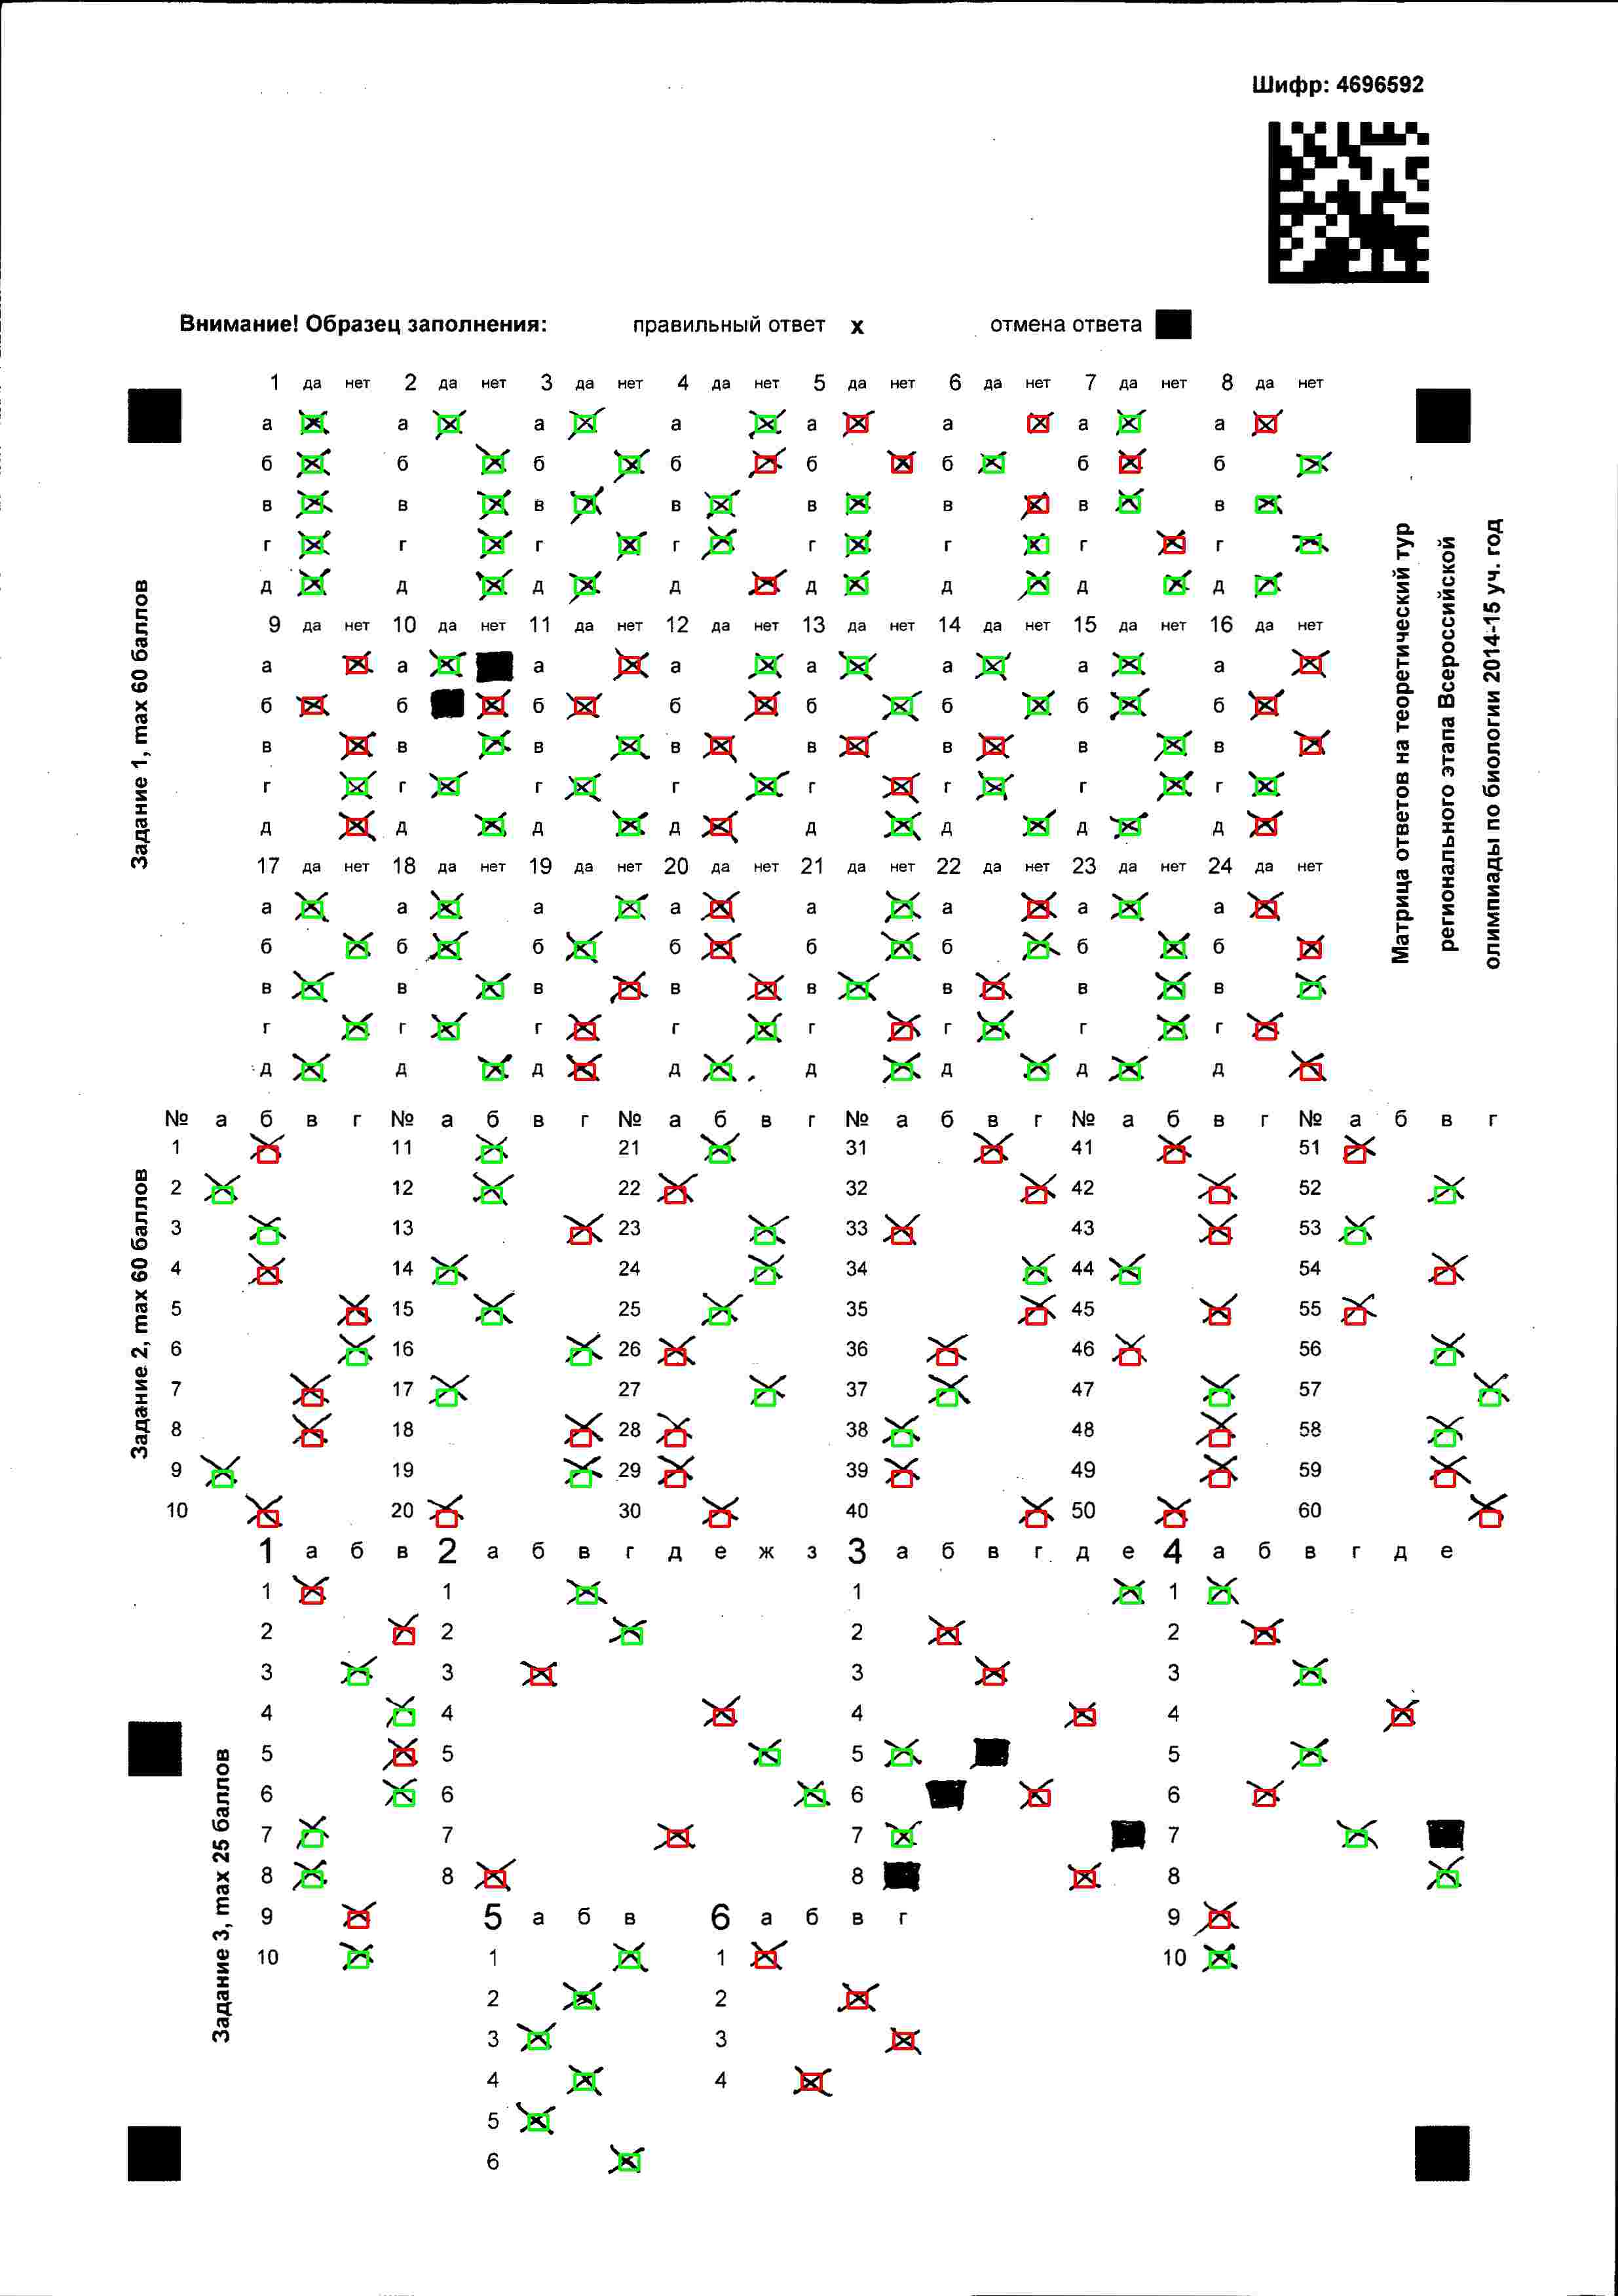 Шифр: 4696592
Внимание! Образец заполнения: правильный ответ х отмена ответа
Матрица ответов на теоретический тур
регионального этапа Всероссийской
олимпиады по биологии 2014-15 уч. год
Задание 1, max 60 баллов
1 да нет 2 да нет 3 да нет 4 да нет 5 да нет 6 да нет 7 да нет 8 да нет
а а а а а а а а
б б б б б б б б
в в в в в в в в
г г г г г г г г
д д д д д д д д
9 да нет 10 да нет 11 да нет 12 да нет 13 да нет 14 да нет 15 да нет 16 да нет
а а а а а а а а
б б б б б б б б
в в в в в в в в
г г г г г г г г
д д д д д д д д
17 да нет 18 да нет 19 да нет 20 да нет 21 да нет 22 да нет 23 да нет 24 да нет
а а а а а а а а
б б б б б б б б
в в в в в в в в
г г г г г г г г
д д д д д д д д
Задание 2, max 60 баллов
№ а б в г № а б в г № а б в г № а б в г № а б в г № а б в г
1 11 21 31 41 51
2 12 22 32 42 52
3 13 23 33 43 53
4 14 24 34 44 54
5 15 25 35 45 55
6 16 26 36 46 56
7 17 27 37 47 57
8 18 28 38 48 58
9 19 29 39 49 59
10 20 30 40 50 60
Задание 3, max 25 баллов
1 а б в 2 а б в г д е ж з 3 а б в г д е 4 а б в г д е
1 1 1 1
2 2 2 2
3 3 3 3
4 4 4 4
5 5 5 5
6 6 6 6
7 7 7 7
8 8 8 8
9 5 а б в 6 а б в г 9
10 1 1 10
2 2
3 3
4 4
5
6